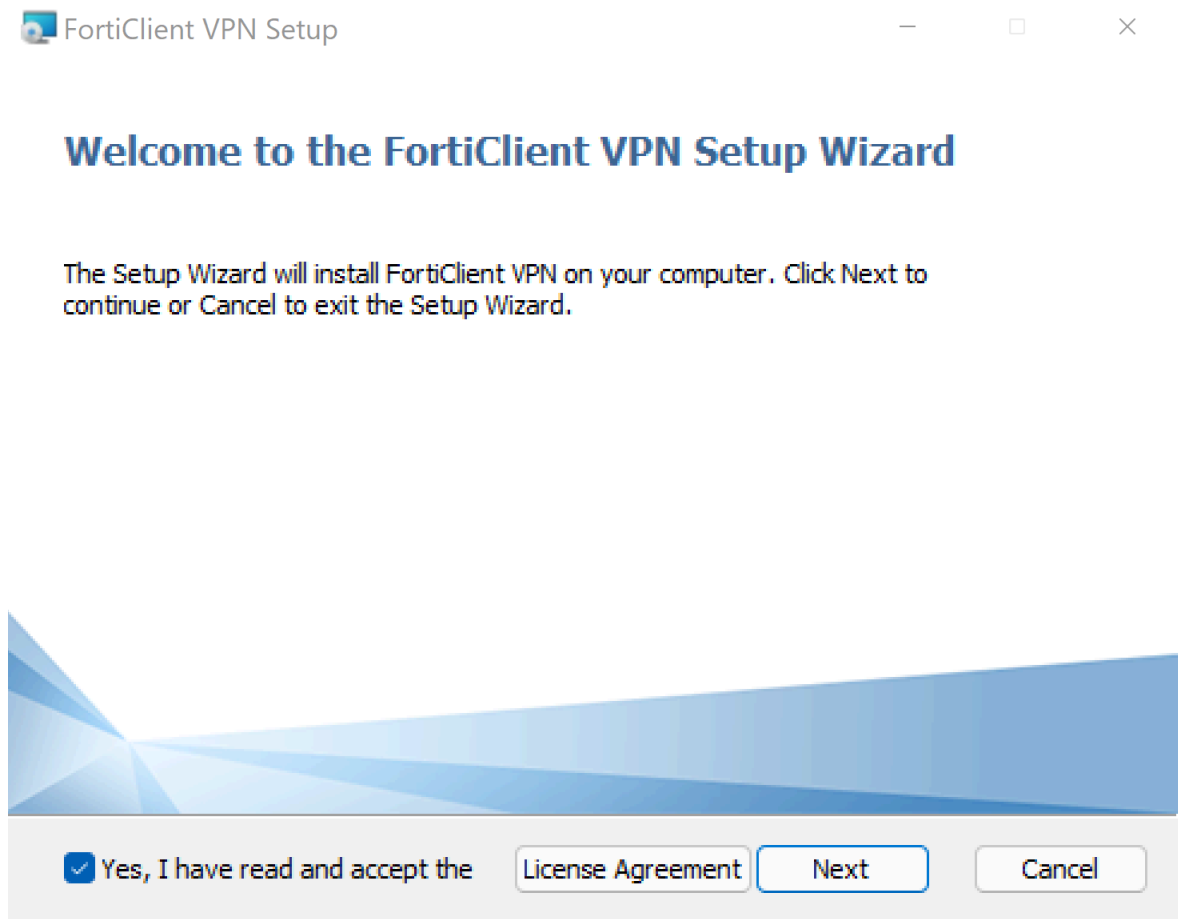 FortiClient VPN Setup
Welcome to the FortiClient VPN Setup Wizard
The Setup Wizard will install FortiClient VPN on your computer. Click Next to
continue or Cancel to exit the Setup Wizard.
Yes, I have read and accept the License Agreement Next Cancel